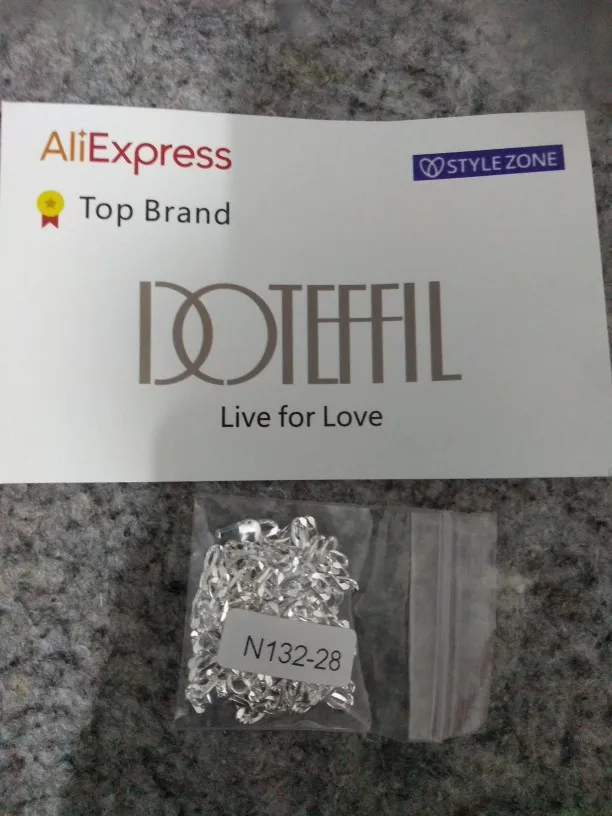 AliExpress
STYLE ZONE
Top Brand
DOTEFFIL
Live for Love
N132-28